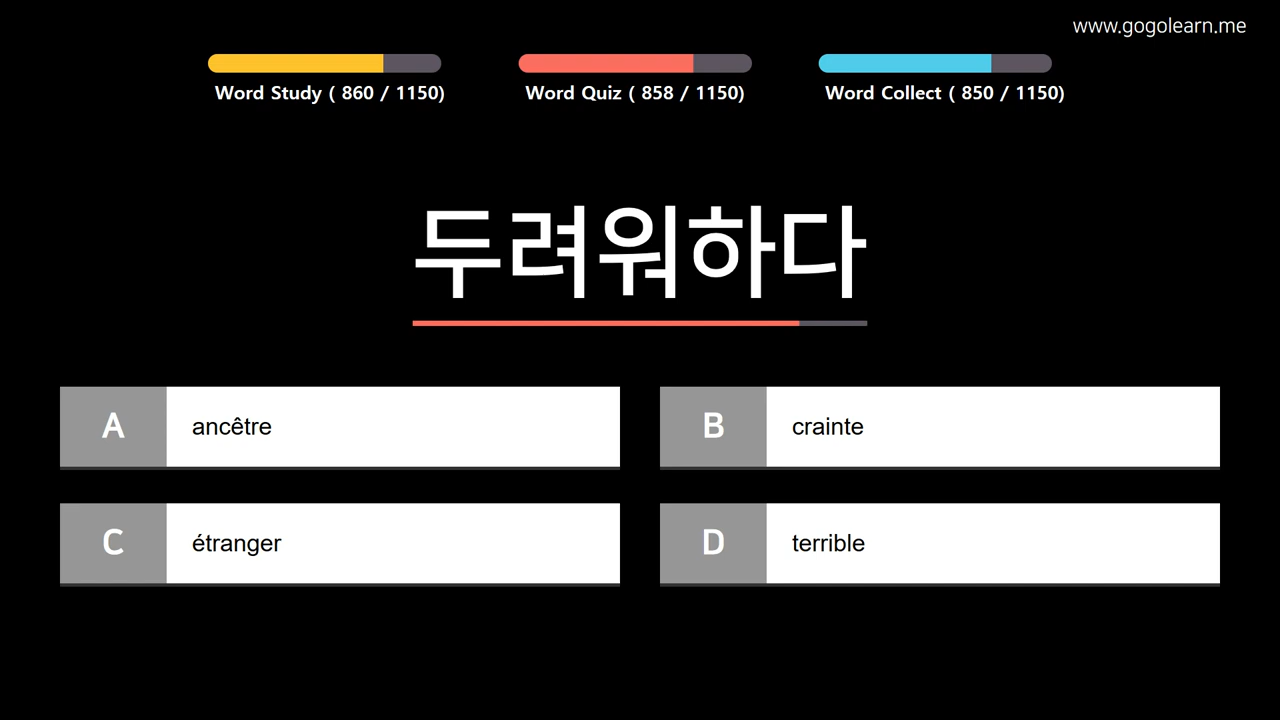 www.gogolearn.me
Word Study ( 860 / 1150)
Word Quiz ( 858 / 1150)
Word Collect ( 850 / 1150)
두려워하다
A ancêtre
B crainte
C étranger
D terrible